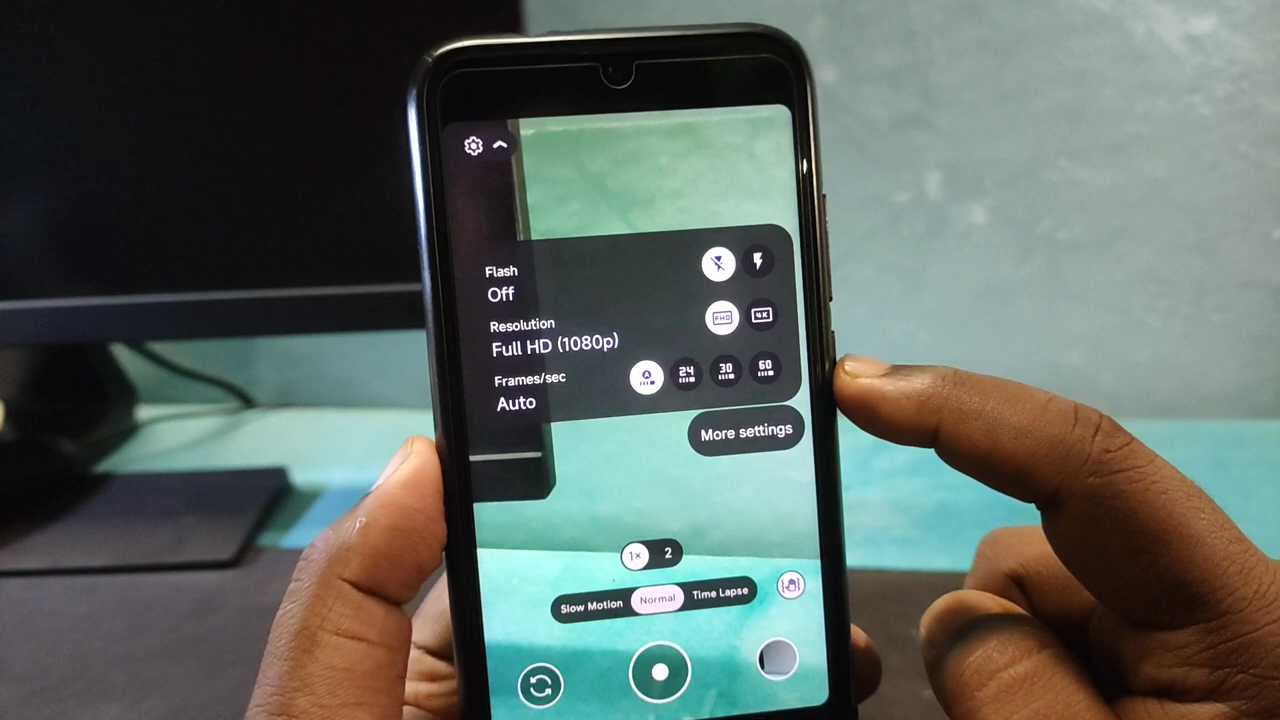 Flash
Off
Resolution
Full HD (1080p)
FHD
4K
Frames/sec
Auto
A
24
30
60
More settings
1×
2
Slow Motion
Normal
Time Lapse